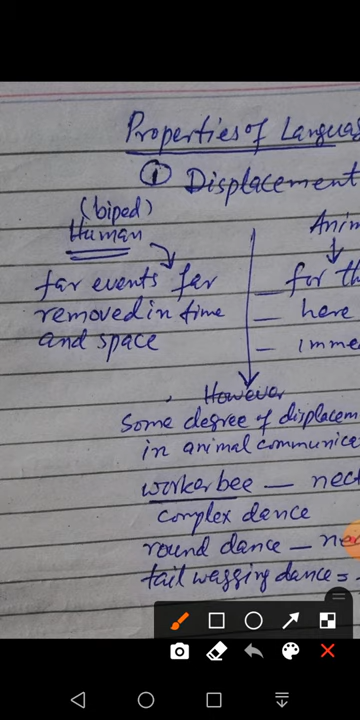 Properties of Langua
① Displacement
(biped)
Human
Anim
far events far
removed in time
and space
for th
— here
— imme
However
some degree of displacem
in animal communica
worker bee — nect
complex dance
round dance — ne
tail wagging dance =